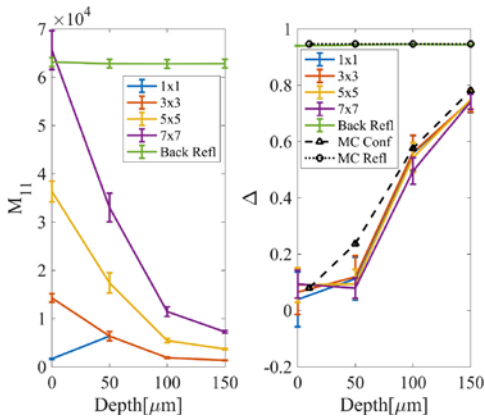 ×10⁴
7
6
5
4
3
2
1
0
M₁₁
1x1
3x3
5x5
7x7
Back Refl
0 50 100 150
Depth[μm]
1
0.8
0.6
0.4
0.2
0
-0.2
Δ
1x1
3x3
5x5
7x7
Back Refl
MC Conf
MC Refl
0 50 100 150
Depth[μm]